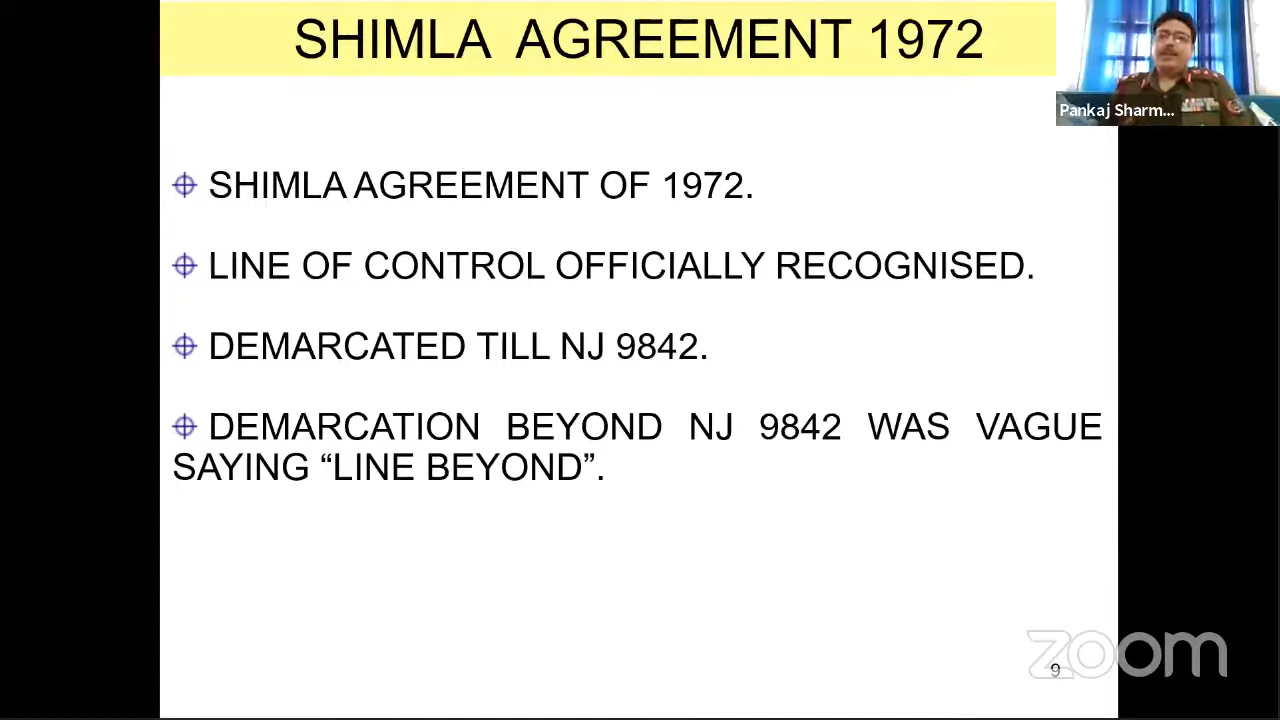 SHIMLA AGREEMENT 1972
Pankaj Sharm...
SHIMLA AGREEMENT OF 1972.
LINE OF CONTROL OFFICIALLY RECOGNISED.
DEMARCATED TILL NJ 9842.
DEMARCATION BEYOND NJ 9842 WAS VAGUE
SAYING “LINE BEYOND”.
zoom
9